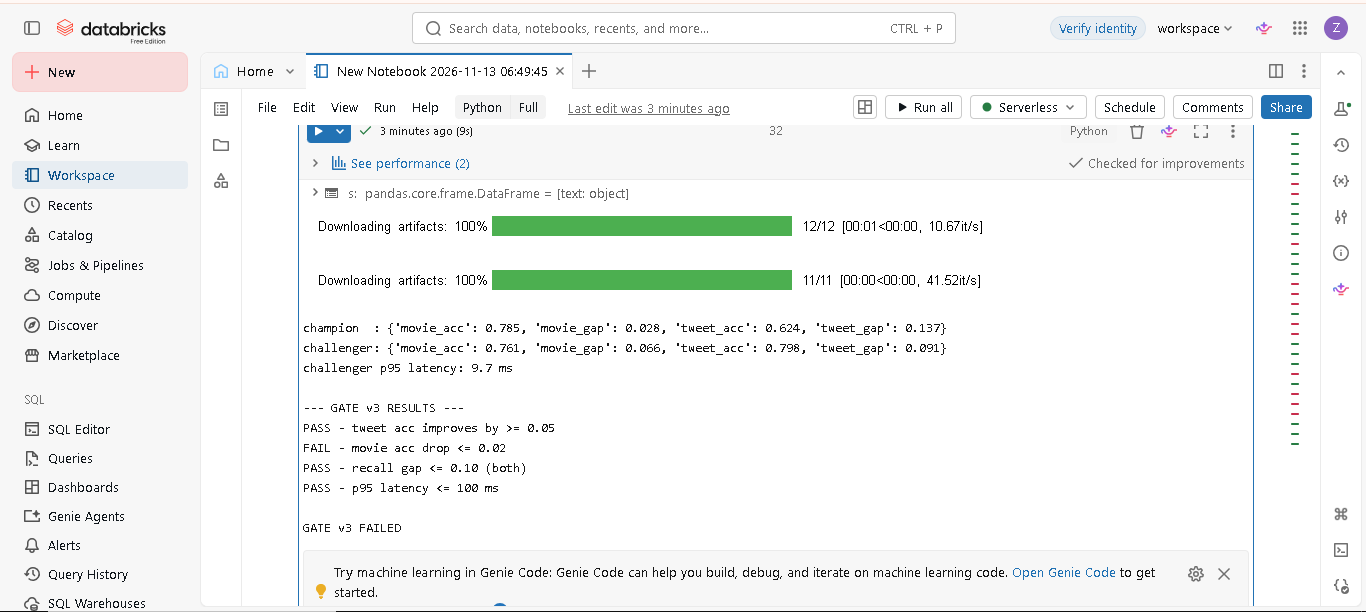 databricks
Free Edition
Search data, notebooks, recents, and more...
CTRL + P
Verify identity
workspace
Z
New
Home
New Notebook 2026-11-13 06:49:45
Home
Learn
Workspace
Recents
Catalog
Jobs & Pipelines
Compute
Discover
Marketplace
SQL
SQL Editor
Queries
Dashboards
Genie Agents
Alerts
Query History
SQL Warehouses
File Edit View Run Help Python Full Last edit was 3 minutes ago
Run all
Serverless
Schedule
Comments
Share
3 minutes ago (9s)
32
Python
See performance (2)
Checked for improvements
s: pandas.core.frame.DataFrame = [text: object]
Downloading artifacts: 100% 12/12 [00:01<00:00, 10.67it/s]
Downloading artifacts: 100% 11/11 [00:00<00:00, 41.52it/s]
champion : {'movie_acc': 0.785, 'movie_gap': 0.028, 'tweet_acc': 0.624, 'tweet_gap': 0.137}
challenger: {'movie_acc': 0.761, 'movie_gap': 0.066, 'tweet_acc': 0.798, 'tweet_gap': 0.091}
challenger p95 latency: 9.7 ms
--- GATE v3 RESULTS ---
PASS - tweet acc improves by >= 0.05
FAIL - movie acc drop <= 0.02
PASS - recall gap <= 0.10 (both)
PASS - p95 latency <= 100 ms
GATE v3 FAILED
Try machine learning in Genie Code: Genie Code can help you build, debug, and iterate on machine learning code. Open Genie Code to get
started.